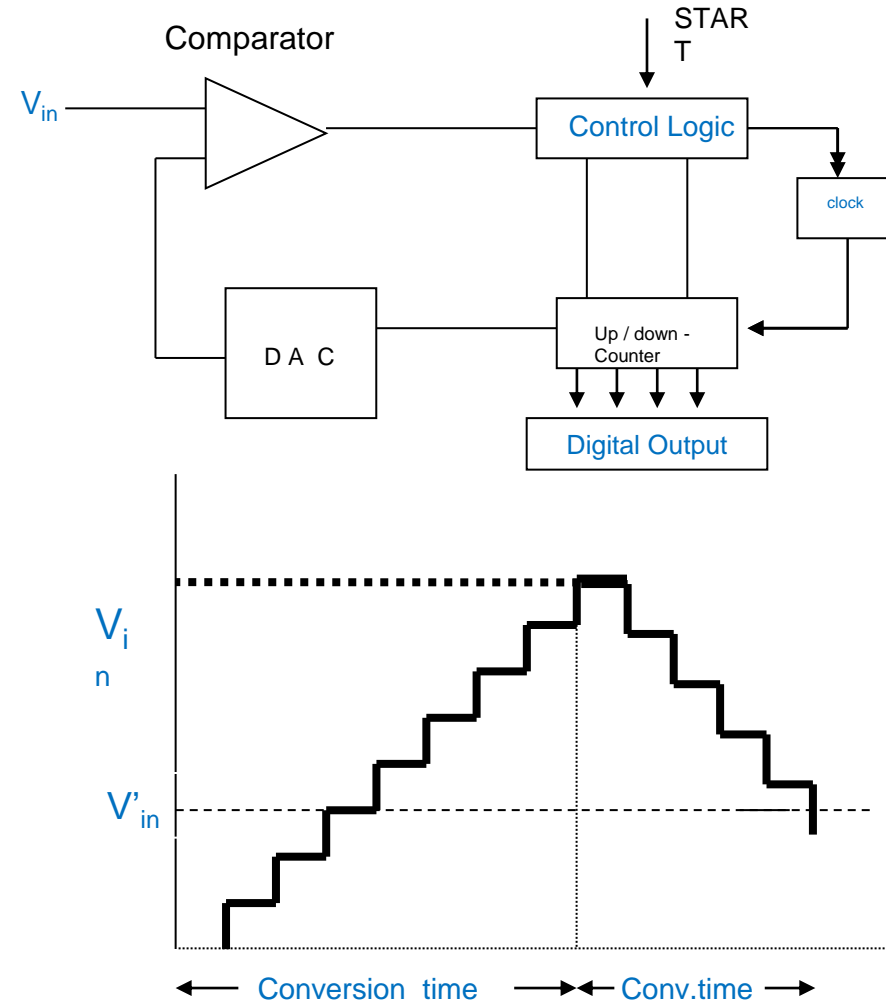 STAR
T
Comparator
Vin
Control Logic
clock
D A C
Up / down -
Counter
Digital Output
Vi
n
V’in
Conversion time
Conv.time